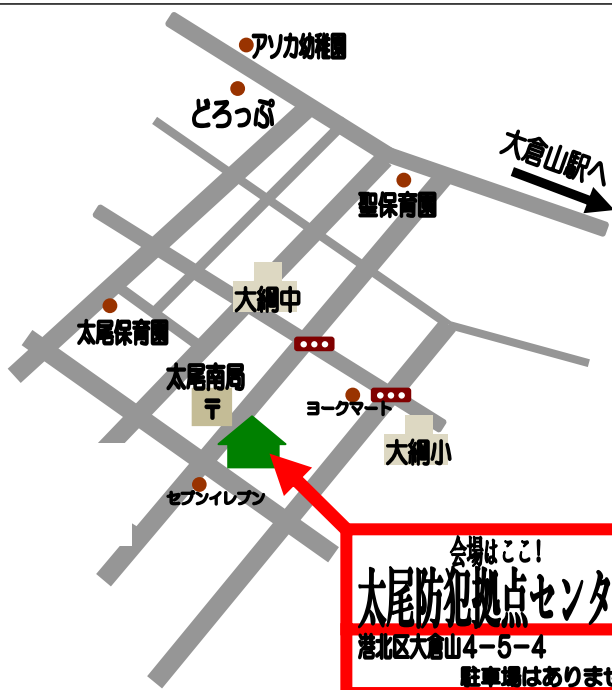 アソカ幼稚園
どろっぷ
大倉山駅へ
聖保育園
大綱中
太尾保育園
太尾南局
〒
ヨークマート
大綱小
セブンイレブン
会場はここ!
太尾防犯拠点センタ
港北区大倉山4-5-4
駐車場はありませ